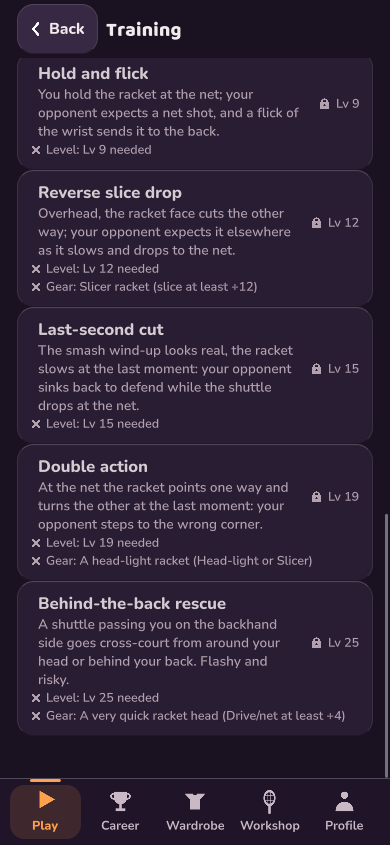 Back Training
Hold and flick
You hold the racket at the net; your
opponent expects a net shot, and a flick of
the wrist sends it to the back.
Lv 9
Level: Lv 9 needed
Reverse slice drop
Overhead, the racket face cuts the other
way; your opponent expects it elsewhere
as it slows and drops to the net.
Lv 12
Level: Lv 12 needed
Gear: Slicer racket (slice at least +12)
Last-second cut
The smash wind-up looks real, the racket
slows at the last moment: your opponent
sinks back to defend while the shuttle
drops at the net.
Lv 15
Level: Lv 15 needed
Double action
At the net the racket points one way and
turns the other at the last moment: your
opponent steps to the wrong corner.
Lv 19
Level: Lv 19 needed
Gear: A head-light racket (Head-light or Slicer)
Behind-the-back rescue
A shuttle passing you on the backhand
side goes cross-court from around your
head or behind your back. Flashy and
risky.
Lv 25
Level: Lv 25 needed
Gear: A very quick racket head (Drive/net at least +4)
Play Career Wardrobe Workshop Profile